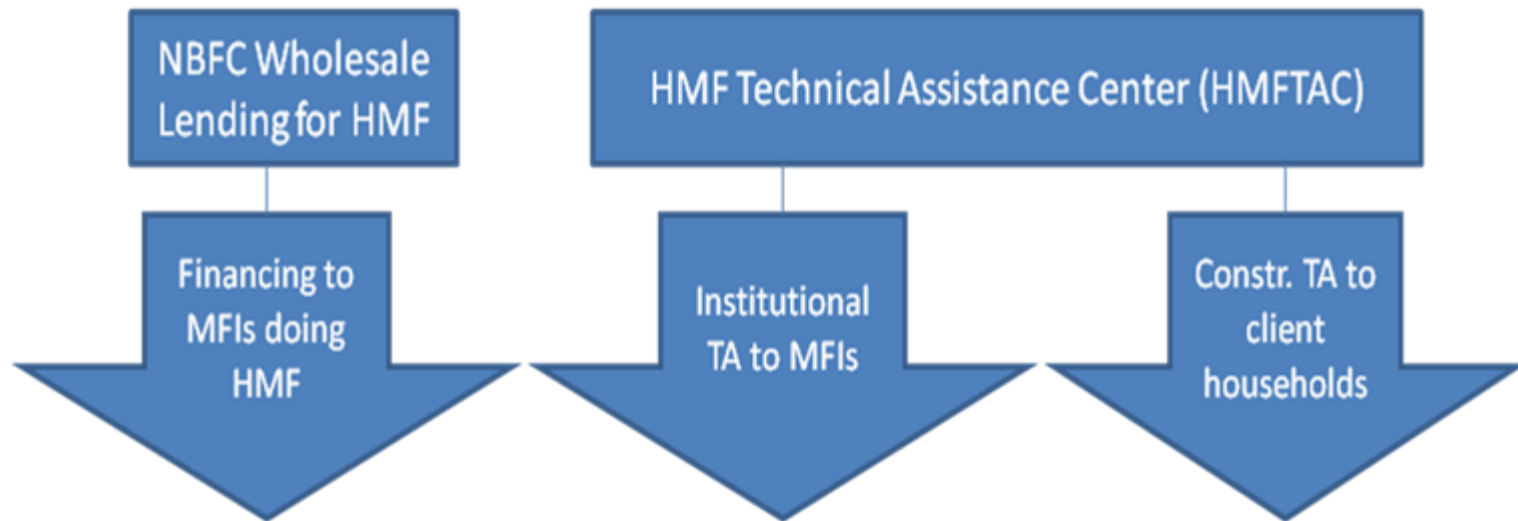 NBFC Wholesale
Lending for HMF
HMF Technical Assistance Center (HMFTAC)
Financing to
MFIs doing
HMF
Institutional
TA to MFIs
Constr. TA to
client
households